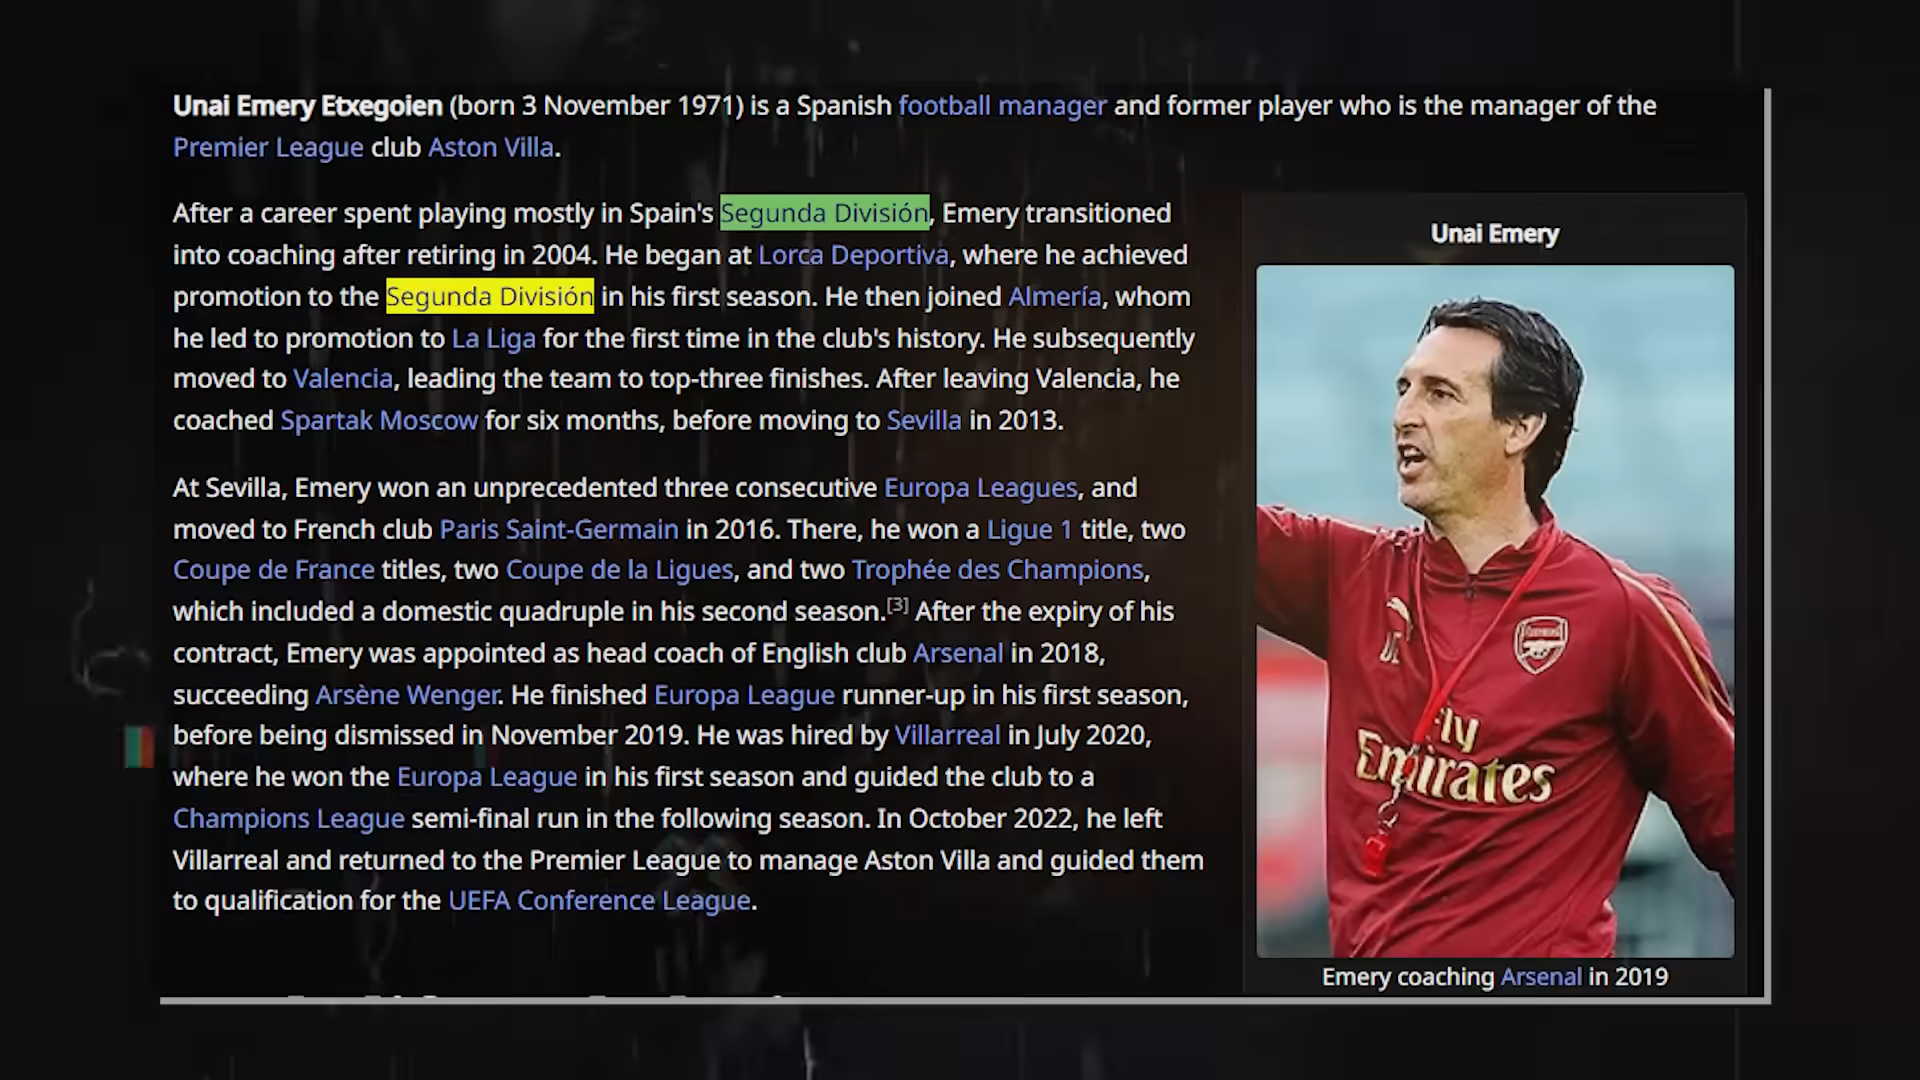 Unai Emery Etxegoien (born 3 November 1971) is a Spanish football manager and former player who is the manager of the
Premier League club Aston Villa.
After a career spent playing mostly in Spain's Segunda División, Emery transitioned
into coaching after retiring in 2004. He began at Lorca Deportiva, where he achieved
promotion to the Segunda División in his first season. He then joined Almería, whom
he led to promotion to La Liga for the first time in the club's history. He subsequently
moved to Valencia, leading the team to top-three finishes. After leaving Valencia, he
coached Spartak Moscow for six months, before moving to Sevilla in 2013.
At Sevilla, Emery won an unprecedented three consecutive Europa Leagues, and
moved to French club Paris Saint-Germain in 2016. There, he won a Ligue 1 title, two
Coupe de France titles, two Coupe de la Ligues, and two Trophée des Champions,
which included a domestic quadruple in his second season.[3] After the expiry of his
contract, Emery was appointed as head coach of English club Arsenal in 2018,
succeeding Arsène Wenger. He finished Europa League runner-up in his first season,
before being dismissed in November 2019. He was hired by Villarreal in July 2020,
where he won the Europa League in his first season and guided the club to a
Champions League semi-final run in the following season. In October 2022, he left
Villarreal and returned to the Premier League to manage Aston Villa and guided them
to qualification for the UEFA Conference League.
Unai Emery
Fly
Emirates
Emery coaching Arsenal in 2019